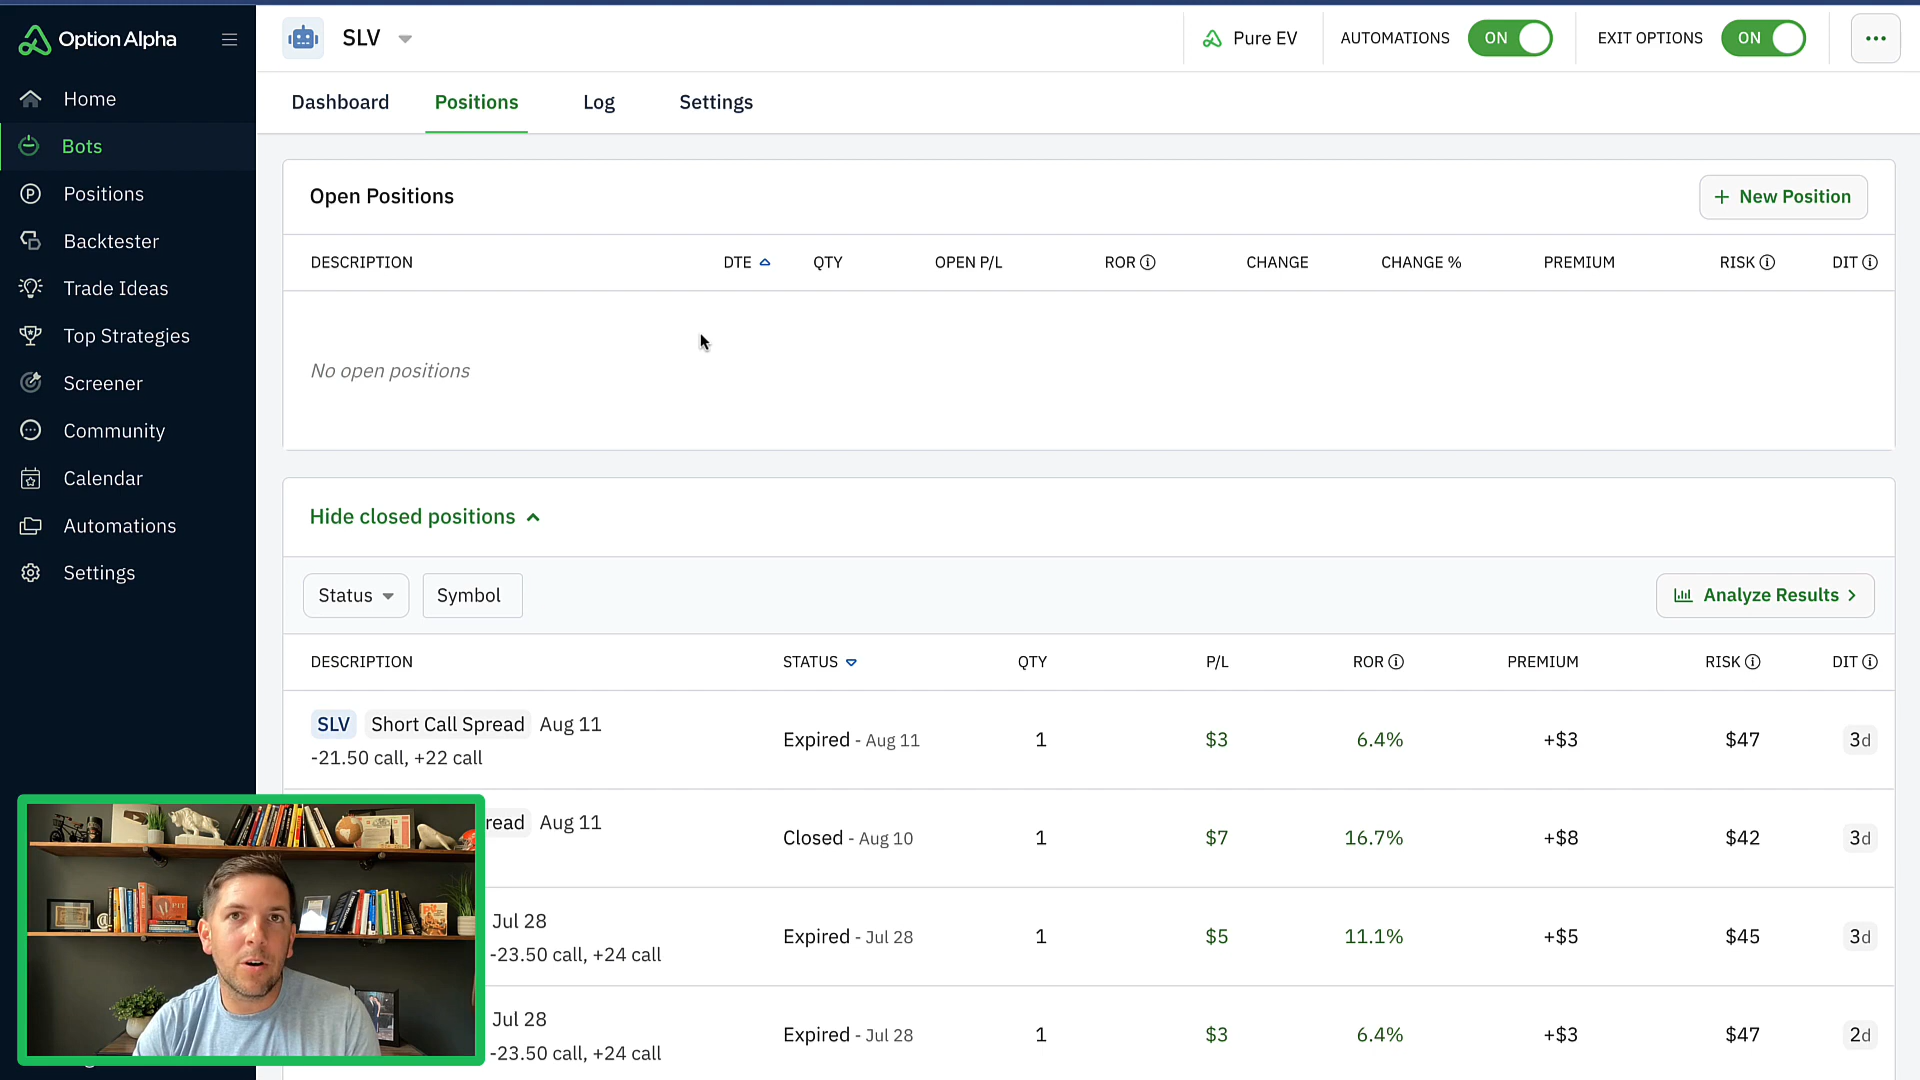 Option Alpha
Home
Bots
Positions
Backtester
Trade Ideas
Top Strategies
Screener
Community
Calendar
Automations
Settings
SLV
Pure EV
AUTOMATIONS
ON
EXIT OPTIONS
ON
Dashboard
Positions
Log
Settings
Open Positions
+ New Position
DESCRIPTION DTE QTY OPEN P/L ROR CHANGE CHANGE % PREMIUM RISK DIT
No open positions
Hide closed positions
Status
Symbol
Analyze Results
DESCRIPTION STATUS QTY P/L ROR PREMIUM RISK DIT
SLV Short Call Spread Aug 11
-21.50 call, +22 call
Expired - Aug 11 1 $3 6.4% +$3 $47 3d
read Aug 11
Closed - Aug 10 1 $7 16.7% +$8 $42 3d
Jul 28
-23.50 call, +24 call
Expired - Jul 28 1 $5 11.1% +$5 $45 3d
Jul 28
-23.50 call, +24 call
Expired - Jul 28 1 $3 6.4% +$3 $47 2d